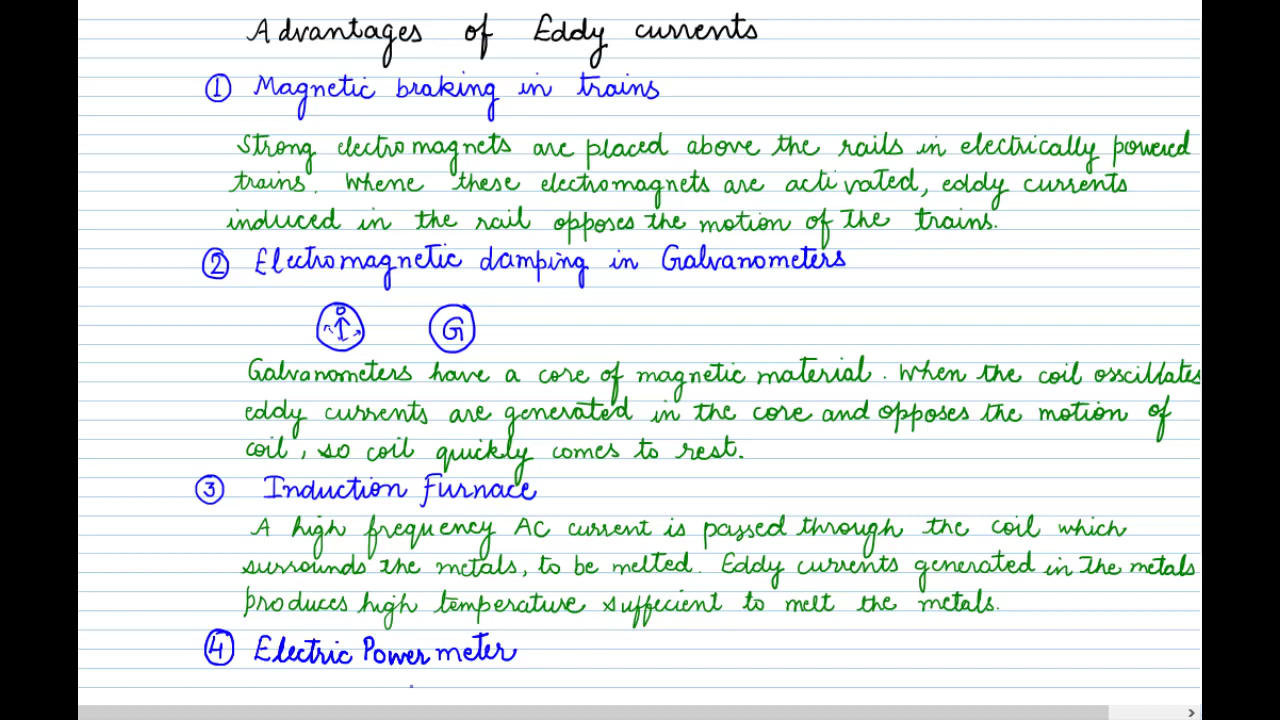 Advantages of Eddy currents
① Magnetic braking in trains
Strong electromagnets are placed above the rails in electrically powered
trains. Whene these electromagnets are activated, eddy currents
induced in the rail opposes the motion of the trains.
② Electromagnetic damping in Galvanometers
G
Galvanometers have a core of magnetic material. When the coil osscillates
eddy currents are generated in the core and opposes the motion of
coil, so coil quickly comes to rest.
③ Induction Furnace
A high frequency AC current is passed through the coil which
surrounds the metals, to be melted. Eddy currents generated in the metals
produces high temperature suffecient to melt the metals.
④ Electric Power meter